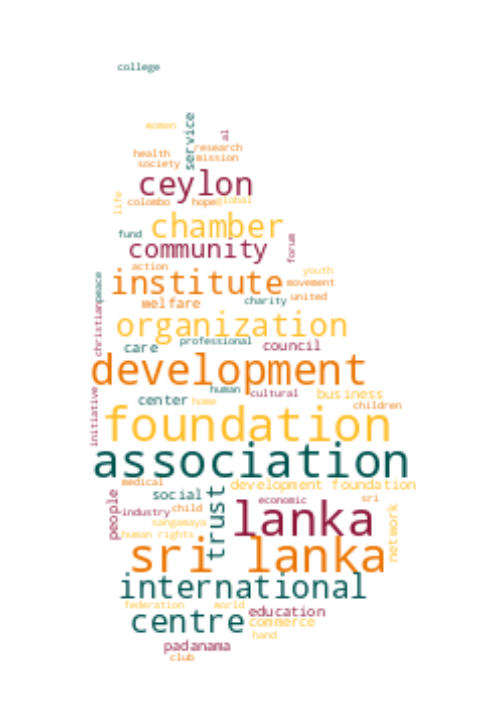 college
women
service
al
research
health
mission
society
ceylon
life
colombo
hope
global
chamber
fund
community
forum
action
youth
institute
movement
peace
united
welfare
charity
organization
christian
professional
care
council
development
human
cultural
initiative
center
home
business
children
foundation
association
medical
development foundation
people
social
trust
economic
sri
industry
child
lanka
network
sangamaya
human rights
sri lanka
international
federation
world
education
centre
commerce
hand
padanama
club